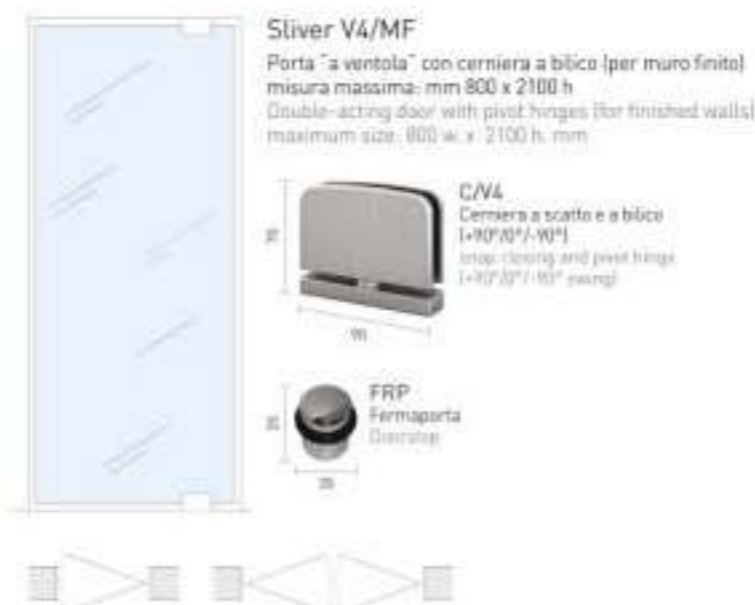 Sliver V4/MF
Porta "a ventola" con cerniera a bilico (per muro finito)
misura massima: mm 800 x 2100 h
Double-acting door with pivot hinges (for finished walls)
maximum size: 800 w. x 2100 h. mm
C/V4
Cerniera a scatto e a bilico
(+90°/0°/-90°)
snap closing and pivot hinge
(+90°/0°/-90° swing)
90
FRP
Fermaporta
Doorstop